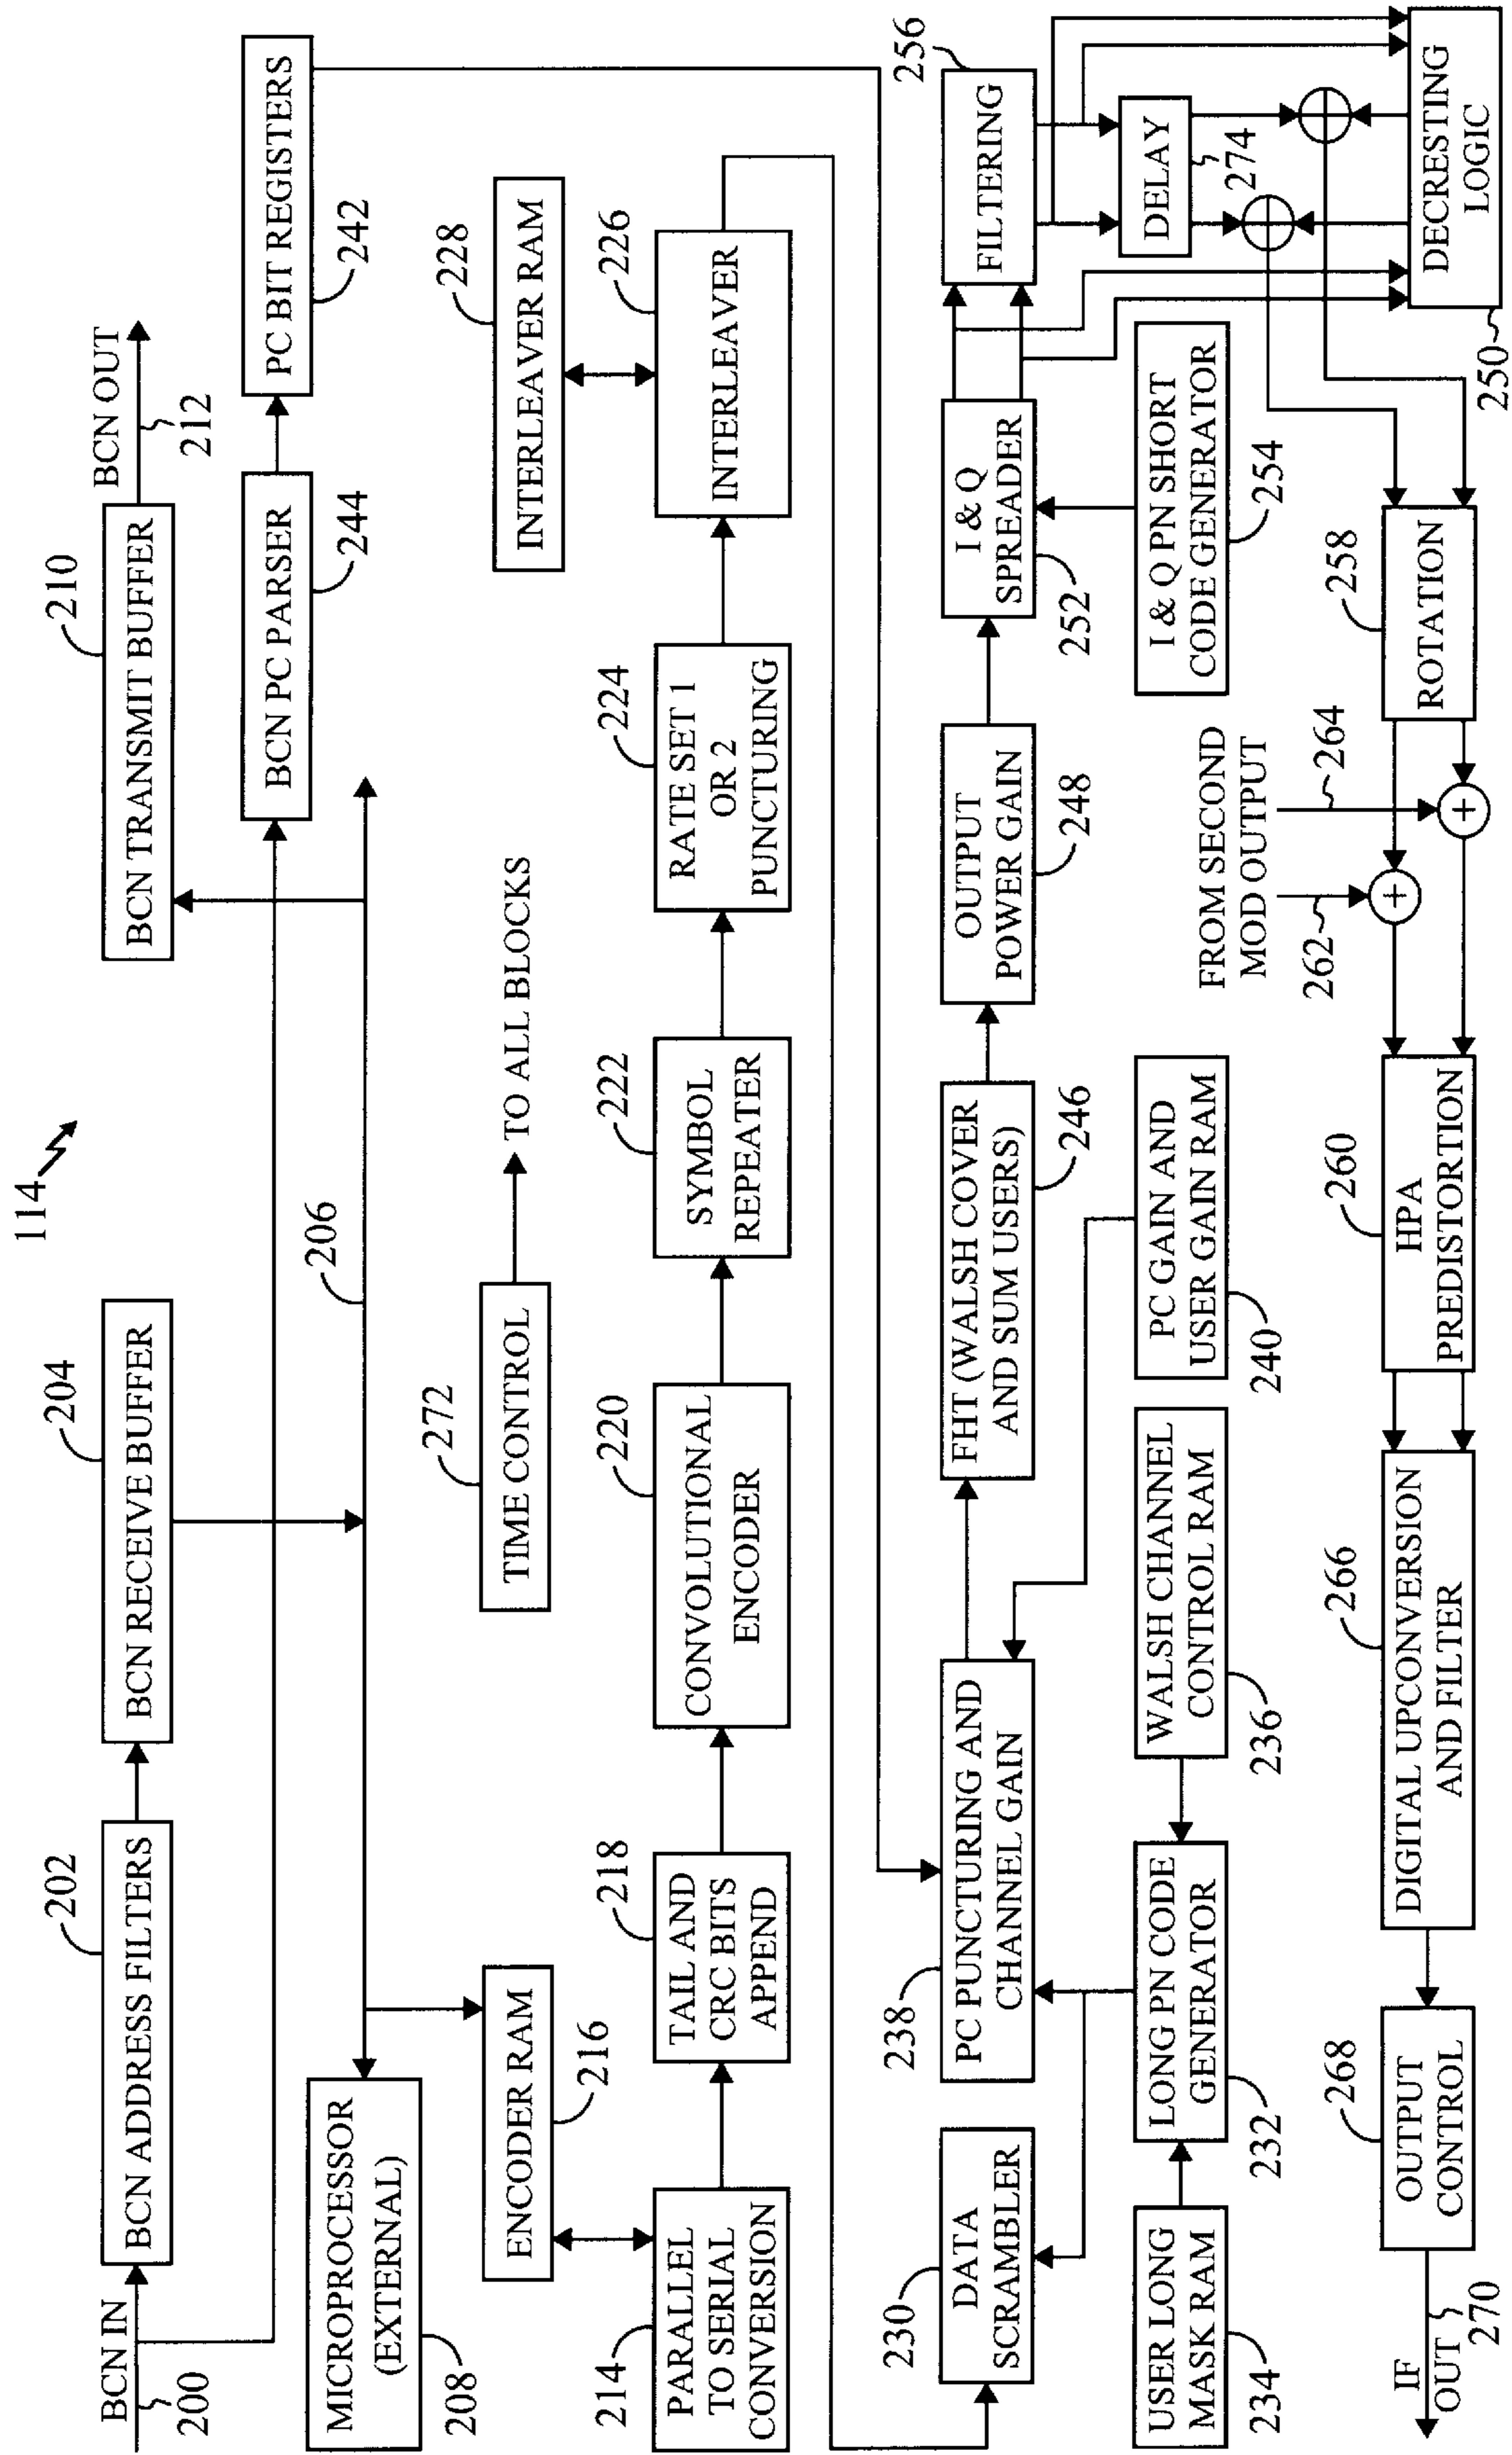 114
BCN IN
200
BCN ADDRESS FILTERS
202
BCN RECEIVE BUFFER
204
BCN TRANSMIT BUFFER
210
BCN OUT
212
206
BCN PC PARSER
244
PC BIT REGISTERS
242
MICROPROCESSOR
(EXTERNAL)
208
ENCODER RAM
216
TIME CONTROL
272
TO ALL BLOCKS
INTERLEAVER RAM
228
214
PARALLEL
TO SERIAL
CONVERSION
218
TAIL AND
CRC BITS
APPEND
220
CONVOLUTIONAL
ENCODER
222
SYMBOL
REPEATER
224
RATE SET 1
OR 2
PUNCTURING
226
INTERLEAVER
230
DATA
SCRAMBLER
238
PC PUNCTURING AND
CHANNEL GAIN
FHT (WALSH COVER
AND SUM USERS)
246
OUTPUT
POWER GAIN
248
I & Q
SPREADER
252
FILTERING
256
DELAY
274
DECRESTING
LOGIC
250
USER LONG
MASK RAM
234
LONG PN CODE
GENERATOR
232
WALSH CHANNEL
CONTROL RAM
236
PC GAIN AND
USER GAIN RAM
240
I & Q PN SHORT
CODE GENERATOR
254
FROM SECOND
MOD OUTPUT
262
264
IF
OUT
270
268
OUTPUT
CONTROL
266
DIGITAL UPCONVERSION
AND FILTER
260
HPA
PREDISTORTION
+
+
258
ROTATION